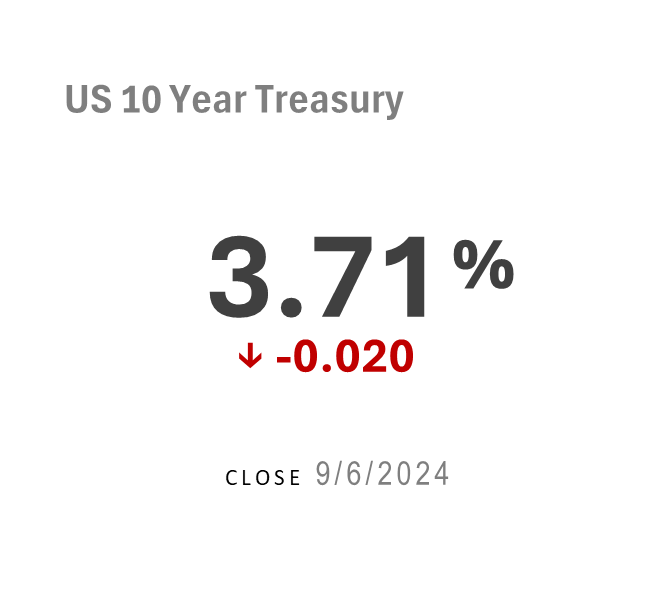 US 10 Year Treasury
3.71%
↓ -0.020
CLOSE 9/6/2024